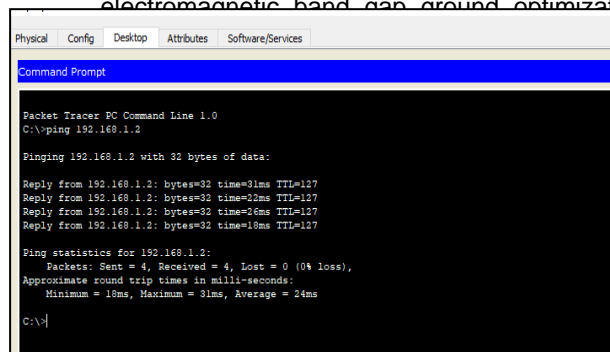 electromagnetic band gap ground optimizat
Physical Config Desktop Attributes Software/Services
Command Prompt
Packet Tracer PC Command Line 1.0
C:\>ping 192.168.1.2
Pinging 192.168.1.2 with 32 bytes of data:
Reply from 192.168.1.2: bytes=32 time=31ms TTL=127
Reply from 192.168.1.2: bytes=32 time=22ms TTL=127
Reply from 192.168.1.2: bytes=32 time=26ms TTL=127
Reply from 192.168.1.2: bytes=32 time=18ms TTL=127
Ping statistics for 192.168.1.2:
Packets: Sent = 4, Received = 4, Lost = 0 (0% loss),
Approximate round trip times in milli-seconds:
Minimum = 18ms, Maximum = 31ms, Average = 24ms
C:\>